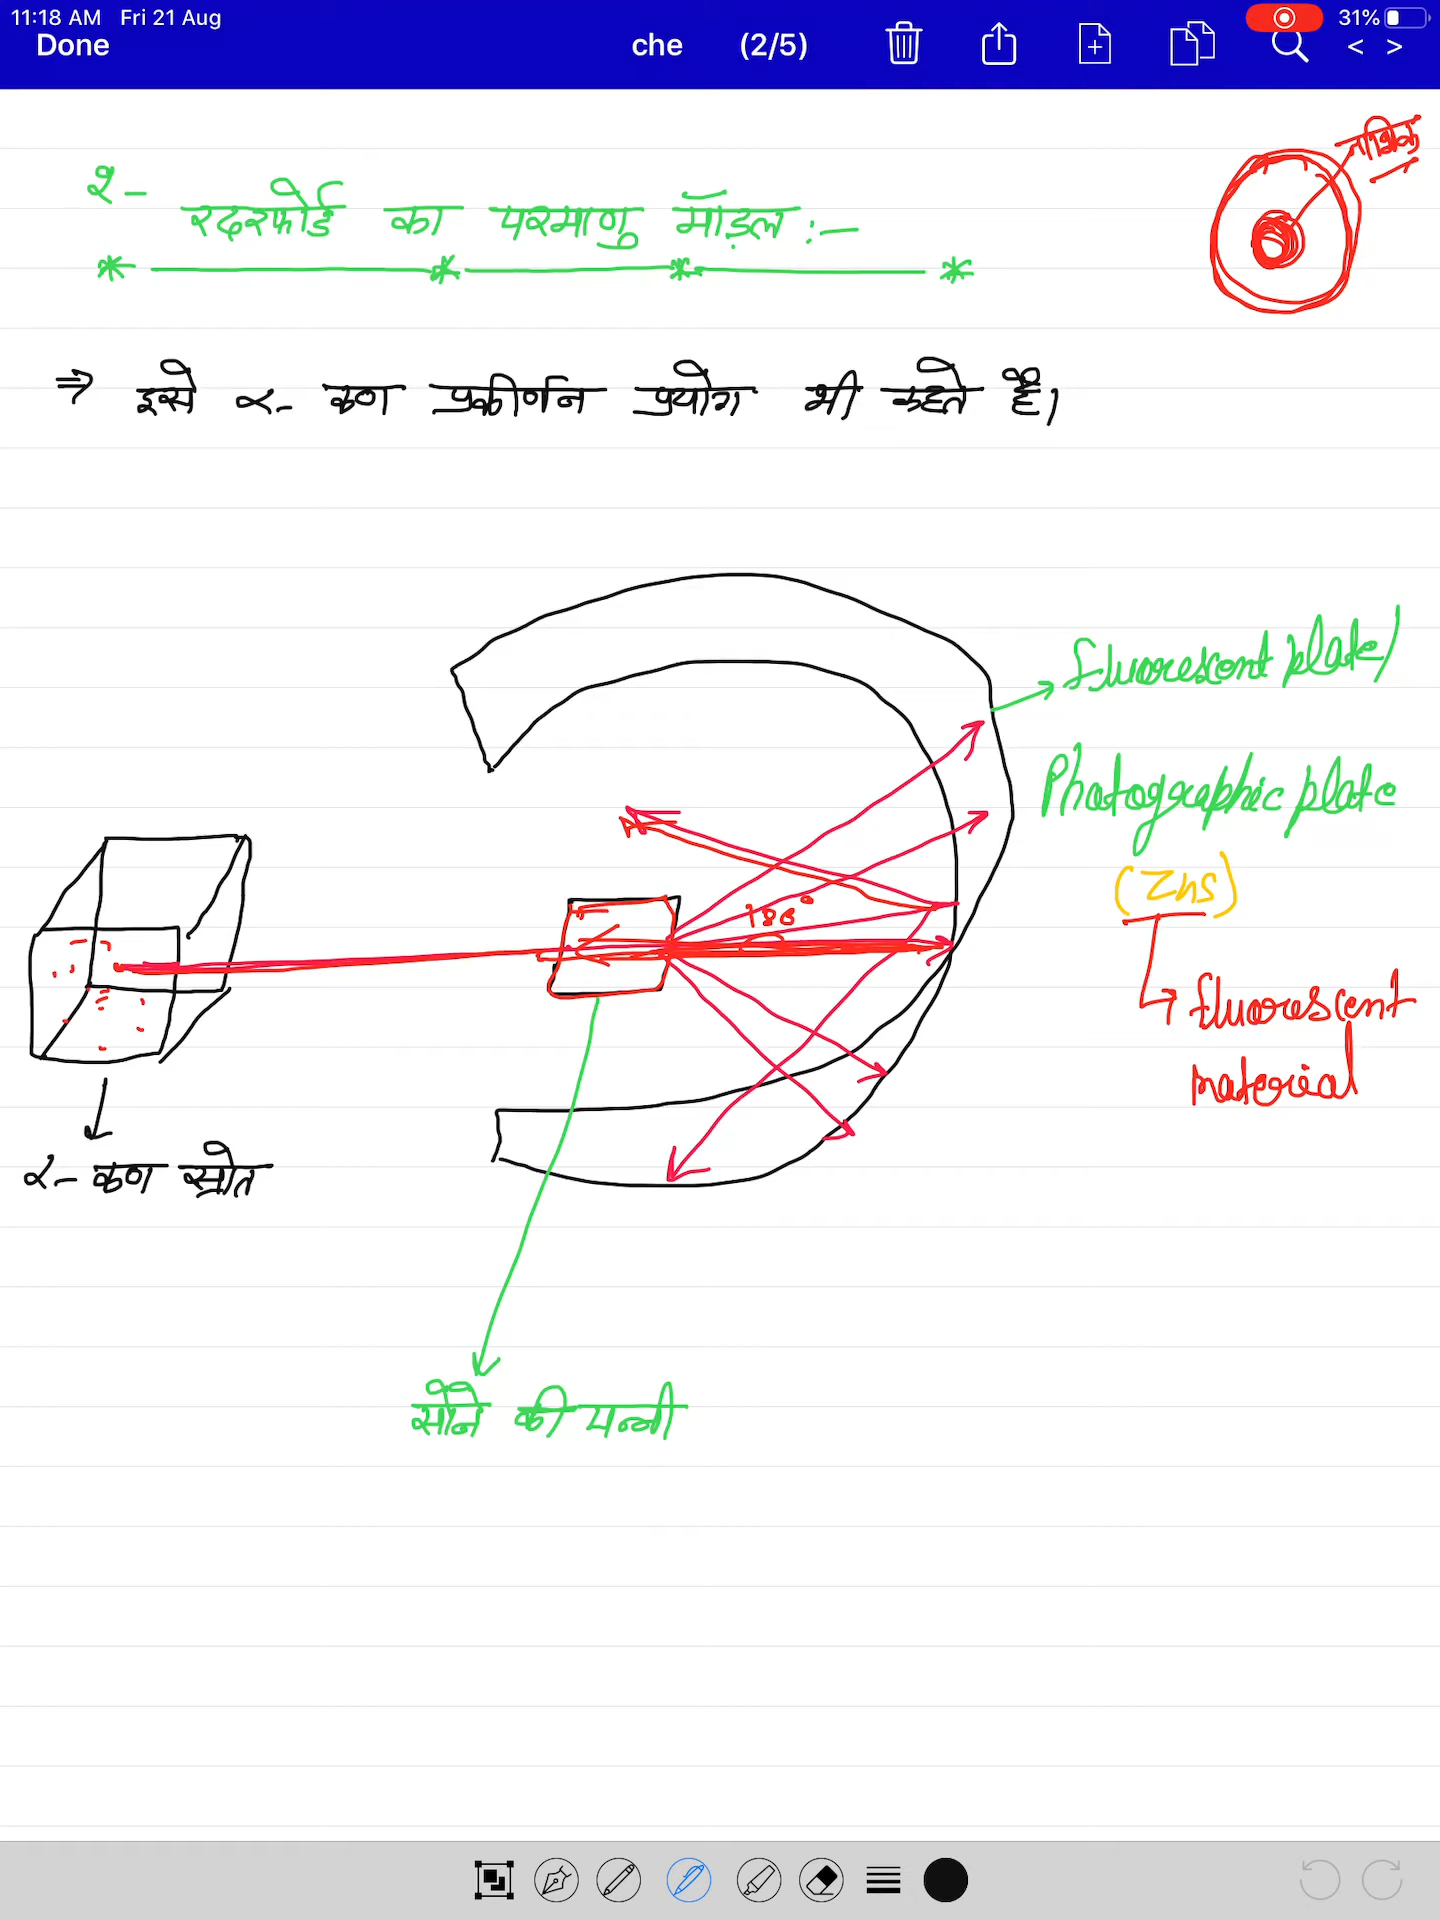 11:18 AM Fri 21 Aug
31%
Done
che (2/5)
नाभिक
२-
रदरफोर्ड का परमाणु मॉडल :-
⇒ इसे α- कण प्रकीर्णन प्रयोग भी कहते हैं।
fluorescent plate/
Photographic plate
(ZnS)
180°
fluorescent
material
α- कण स्रोत
सोने की पन्नी